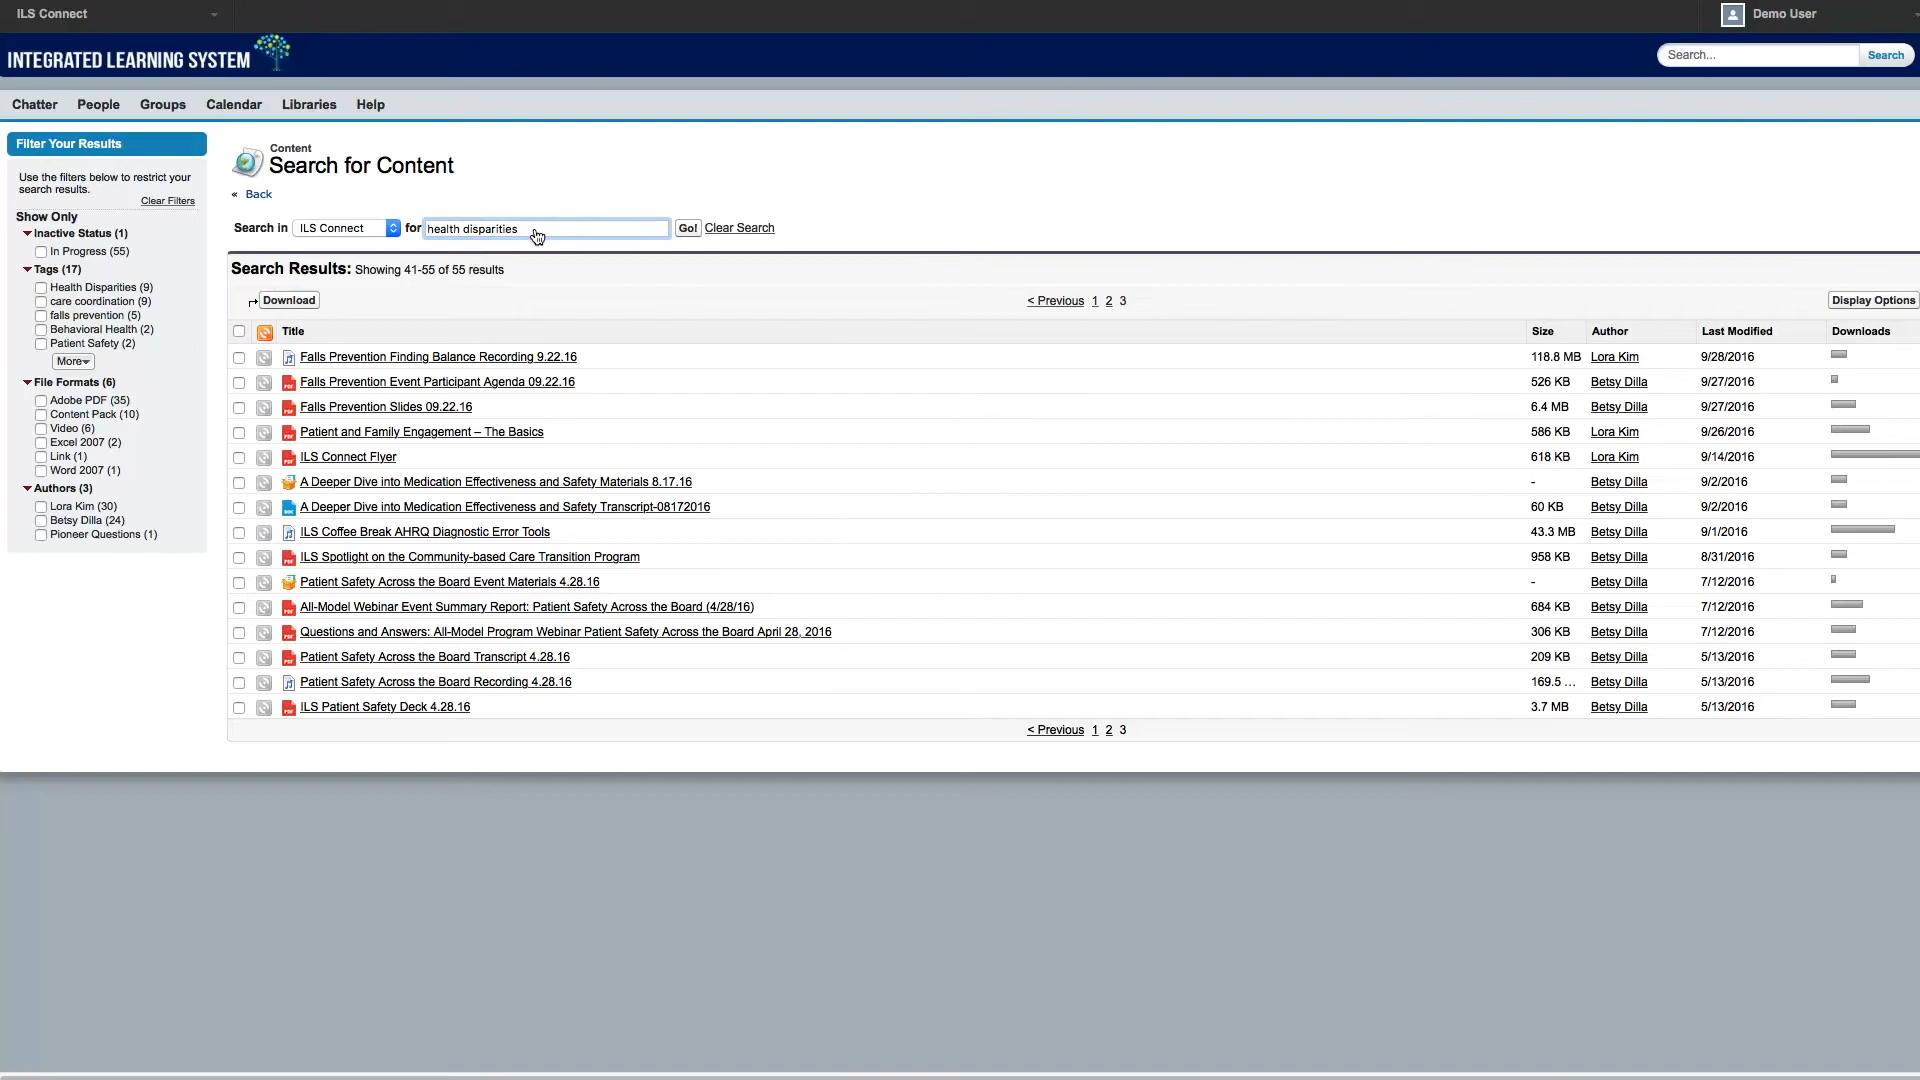 ILS Connect
Demo User
INTEGRATED LEARNING SYSTEM
Search...
Search
Chatter People Groups Calendar Libraries Help
Filter Your Results
Use the filters below to restrict your
search results.
Clear Filters
Show Only
Inactive Status (1)
In Progress (55)
Tags (17)
Health Disparities (9)
care coordination (9)
falls prevention (5)
Behavioral Health (2)
Patient Safety (2)
More
File Formats (6)
Adobe PDF (35)
Content Pack (10)
Video (6)
Excel 2007 (2)
Link (1)
Word 2007 (1)
Authors (3)
Lora Kim (30)
Betsy Dilla (24)
Pioneer Questions (1)
Content
Search for Content
« Back
Search in ILS Connect for health disparities Go! Clear Search
Search Results: Showing 41-55 of 55 results
Download < Previous 1 2 3 Display Options
Title Size Author Last Modified Downloads
Falls Prevention Finding Balance Recording 9.22.16 118.8 MB Lora Kim 9/28/2016
PDF Falls Prevention Event Participant Agenda 09.22.16 526 KB Betsy Dilla 9/27/2016
PDF Falls Prevention Slides 09.22.16 6.4 MB Betsy Dilla 9/27/2016
PDF Patient and Family Engagement – The Basics 586 KB Lora Kim 9/26/2016
PDF ILS Connect Flyer 618 KB Lora Kim 9/14/2016
A Deeper Dive into Medication Effectiveness and Safety Materials 8.17.16 - Betsy Dilla 9/2/2016
DOC A Deeper Dive into Medication Effectiveness and Safety Transcript-08172016 60 KB Betsy Dilla 9/2/2016
ILS Coffee Break AHRQ Diagnostic Error Tools 43.3 MB Betsy Dilla 9/1/2016
PDF ILS Spotlight on the Community-based Care Transition Program 958 KB Betsy Dilla 8/31/2016
Patient Safety Across the Board Event Materials 4.28.16 - Betsy Dilla 7/12/2016
PDF All-Model Webinar Event Summary Report: Patient Safety Across the Board (4/28/16) 684 KB Betsy Dilla 7/12/2016
PDF Questions and Answers: All-Model Program Webinar Patient Safety Across the Board April 28, 2016 306 KB Betsy Dilla 7/12/2016
PDF Patient Safety Across the Board Transcript 4.28.16 209 KB Betsy Dilla 5/13/2016
Patient Safety Across the Board Recording 4.28.16 169.5 ... Betsy Dilla 5/13/2016
PDF ILS Patient Safety Deck 4.28.16 3.7 MB Betsy Dilla 5/13/2016
< Previous 1 2 3